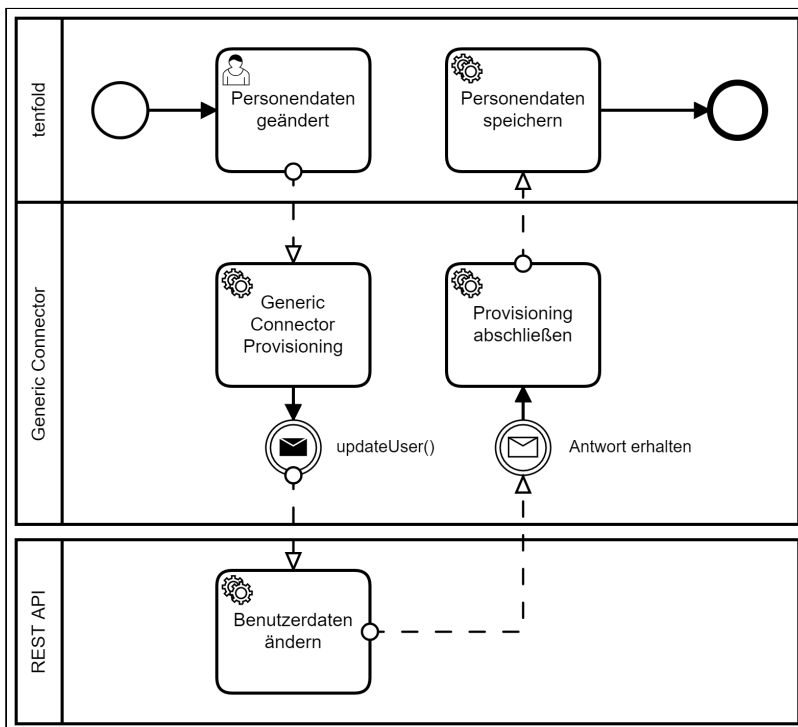 tenfold
Personendaten
geändert
Personendaten
speichern
Generic Connector
Generic
Connector
Provisioning
Provisioning
abschließen
updateUser()
Antwort erhalten
REST API
Benutzerdaten
ändern